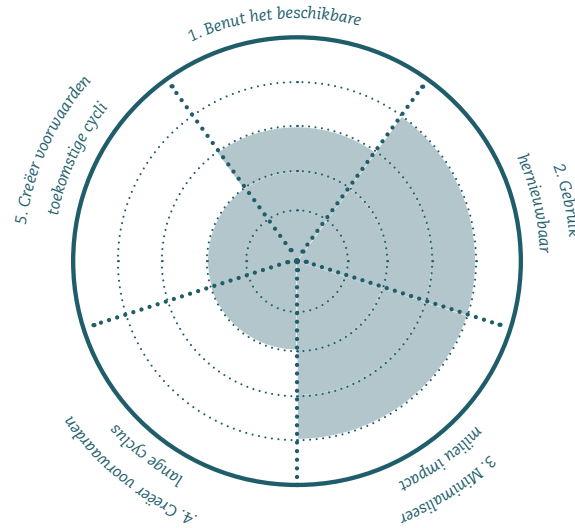 1. Benut het beschikbare
2. Gebruik
hernieuwbaar
3. Minimaliseer
milieu impact
4. Creëer voorwaarden
lange cyclus
5. Creëer voorwaarden
toekomstige cycli